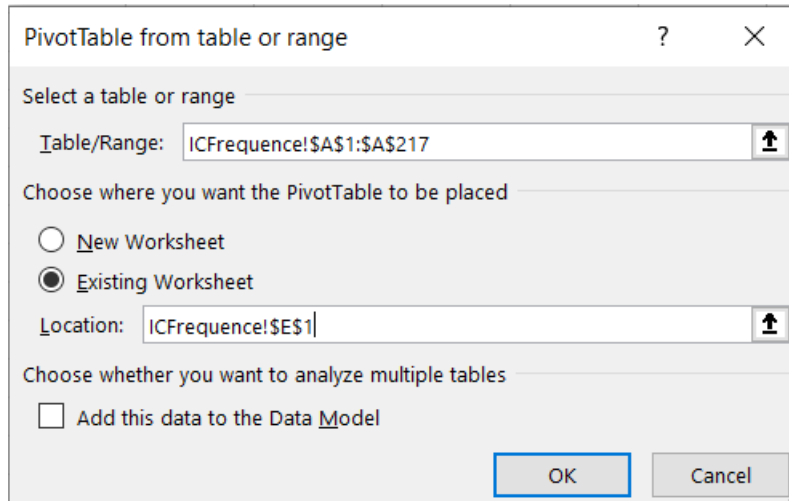 PivotTable from table or range ?
Select a table or range
Table/Range: ICFrequence!$A$1:$A$217
Choose where you want the PivotTable to be placed
New Worksheet
Existing Worksheet
Location: ICFrequence!$E$1
Choose whether you want to analyze multiple tables
Add this data to the Data Model
OK Cancel